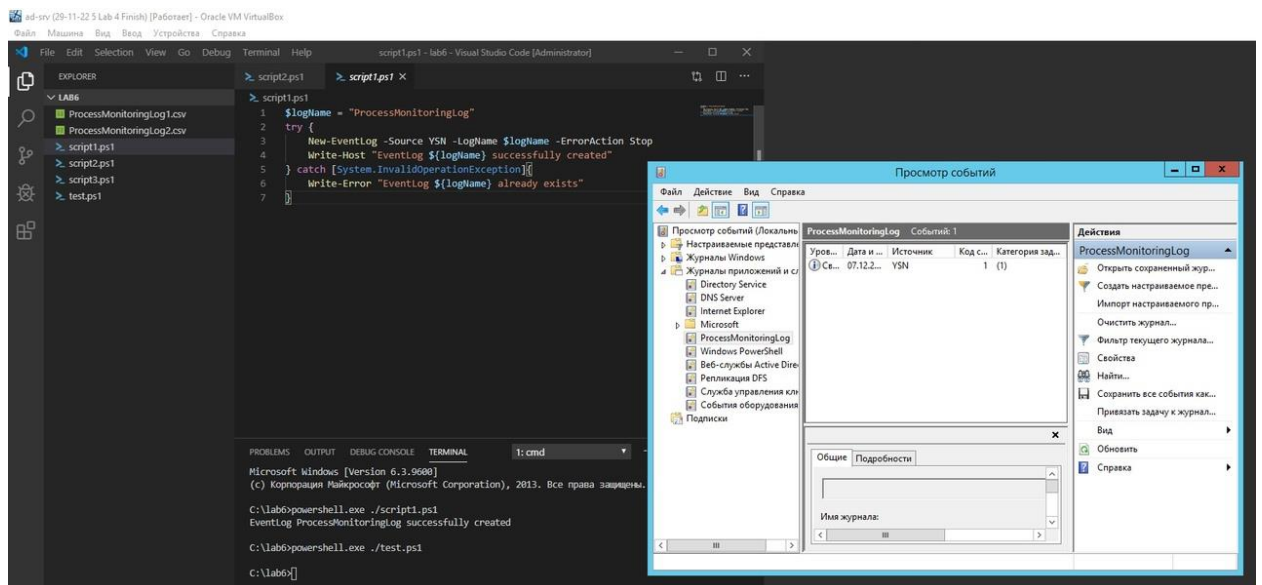 ad-srv (29-11-22 5 Lab 4 Finish) [Работает] - Oracle VM VirtualBox
Файл Машина Вид Ввод Устройства Справка
File Edit Selection View Go Debug Terminal Help
script1.ps1 - lab6 - Visual Studio Code [Administrator]
EXPLORER
LAB6
ProcessMonitoringLog1.csv
ProcessMonitoringLog2.csv
script1.ps1
script2.ps1
script3.ps1
test.ps1
script2.ps1
script1.ps1
script1.ps1
1 $logName = "ProcessMonitoringLog"
2 try {
3 New-EventLog -Source YSN -LogName $logName -ErrorAction Stop
4 Write-Host "EventLog ${logName} successfully created"
5 } catch [System.InvalidOperationException]{
6 Write-Error "EventLog ${logName} already exists"
7 }
PROBLEMS OUTPUT DEBUG CONSOLE TERMINAL
1: cmd
Microsoft Windows [Version 6.3.9600]
(c) Корпорация Майкрософт (Microsoft Corporation), 2013. Все права защищены.
C:\lab6>powershell.exe ./script1.ps1
EventLog ProcessMonitoringLog successfully created
C:\lab6>powershell.exe ./test.ps1
C:\lab6>
Просмотр событий
Файл Действие Вид Справка
Просмотр событий (Локальнь
Настраиваемые представле
Журналы Windows
Журналы приложений и сл
Directory Service
DNS Server
Internet Explorer
Microsoft
ProcessMonitoringLog
Windows PowerShell
Веб-службы Active Dire
Репликация DFS
Служба управления клю
События оборудования
Подписки
ProcessMonitoringLog Событий: 1
Уров... Дата и ... Источник Код с... Категория зад...
Св... 07.12.2... YSN 1 (1)
Общие Подробности
Имя журнала:
Действия
ProcessMonitoringLog
Открыть сохраненный жур...
Создать настраиваемое пре...
Импорт настраиваемого пр...
Очистить журнал...
Фильтр текущего журнала...
Свойства
Найти...
Сохранить все события как...
Привязать задачу к журнал...
Вид
Обновить
Справка